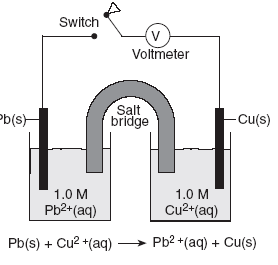 Switch
V
Voltmeter
Pb(s)
Salt
bridge
Cu(s)
1.0 M
Pb²⁺(aq)
1.0 M
Cu²⁺(aq)
Pb(s) + Cu²⁺(aq) ⟶ Pb²⁺(aq) + Cu(s)